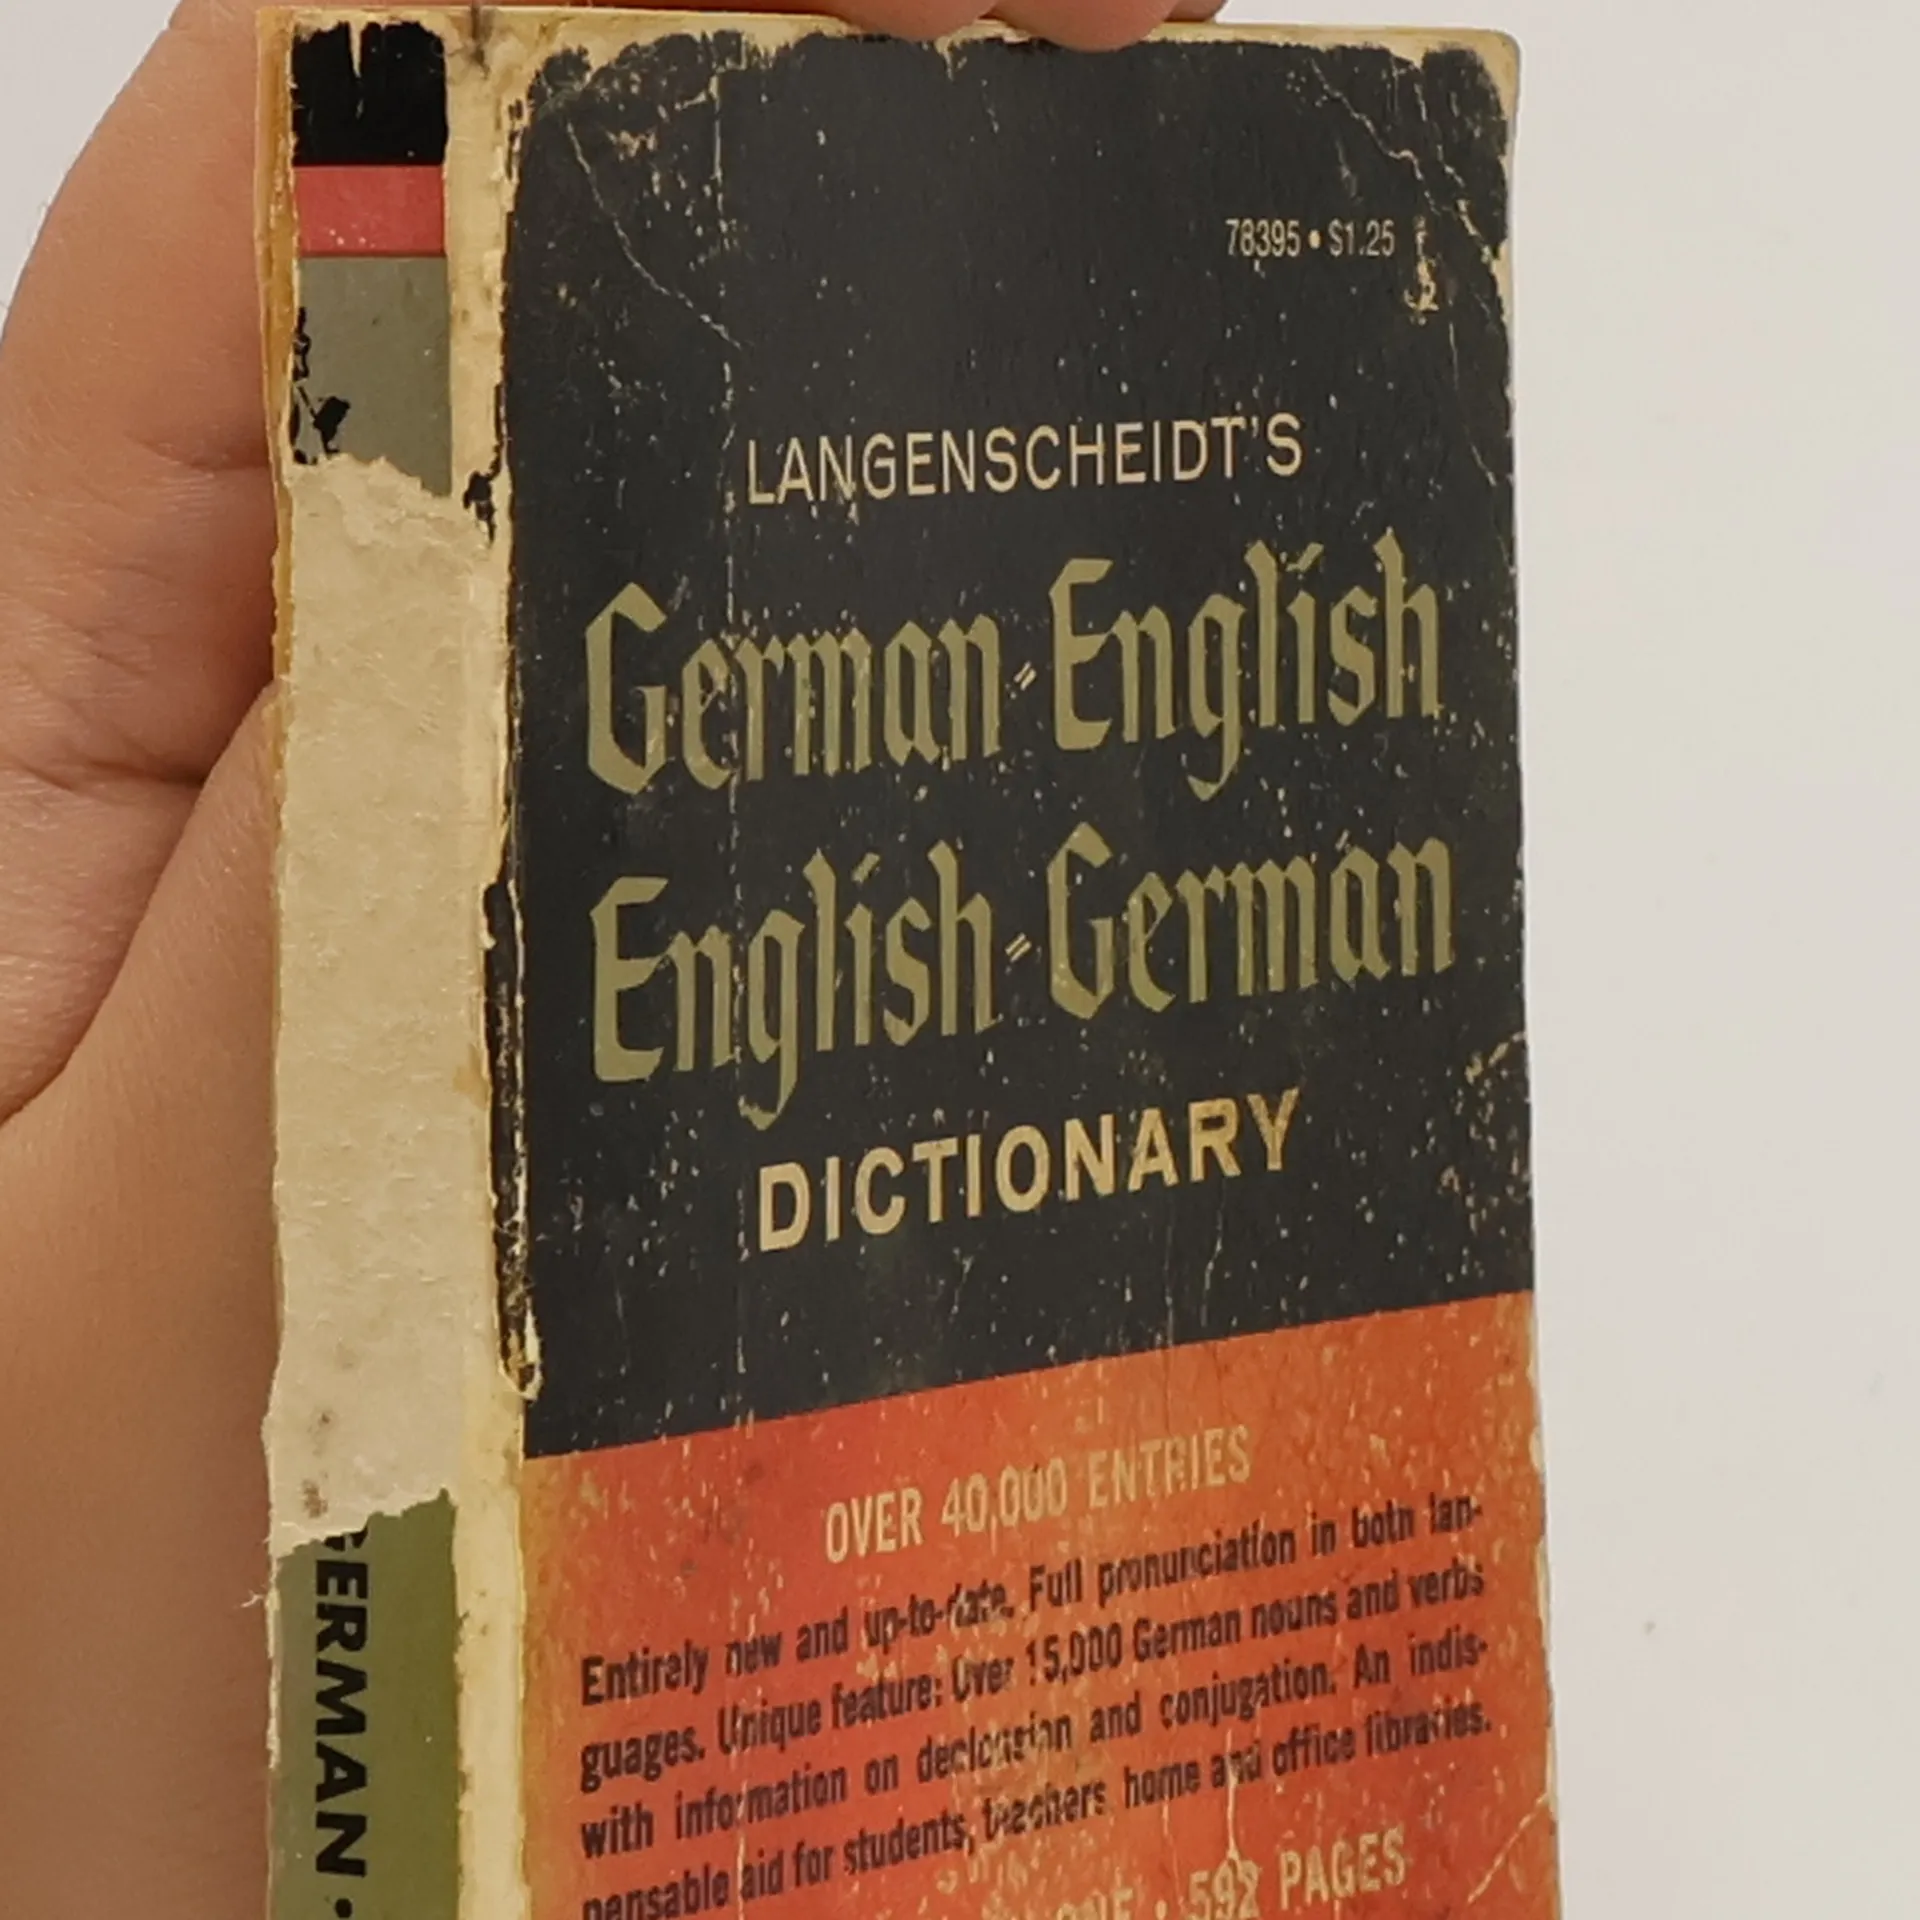 78395 • $1.25
LANGENSCHEIDT'S
German-English
English-German
DICTIONARY
OVER 40,000 ENTRIES
Entirely new and up-to-date. Full pronunciation in both lan-
guages. Unique feature: Over 15,000 German nouns and verbs
with information on declension and conjugation. An indis-
pensable aid for students, teachers, home and office libraries.
ONE • 592 PAGES
GERMAN •